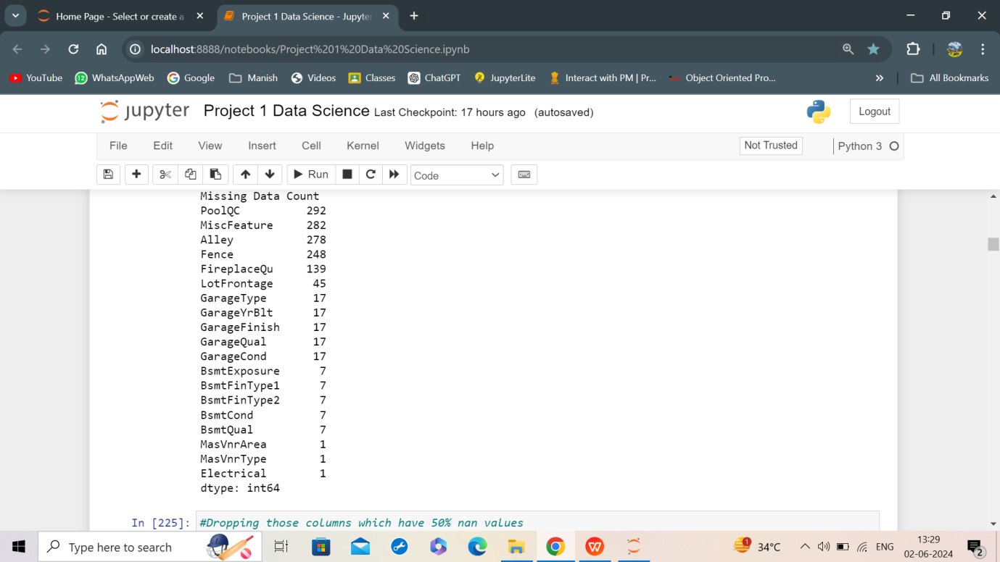 Home Page - Select or create a
Project 1 Data Science - Jupyter
localhost:8888/notebooks/Project%201%20Data%20Science.ipynb
YouTube
12
WhatsAppWeb
Google
Manish
Videos
Classes
ChatGPT
JupyterLite
Interact with PM | Pr...
Object Oriented Pro...
»
All Bookmarks
jupyter
Project 1 Data Science Last Checkpoint: 17 hours ago (autosaved)
Logout
File Edit View Insert Cell Kernel Widgets Help
Not Trusted
Python 3
Run
Code
Missing Data Count
PoolQC 292
MiscFeature 282
Alley 278
Fence 248
FireplaceQu 139
LotFrontage 45
GarageType 17
GarageYrBlt 17
GarageFinish 17
GarageQual 17
GarageCond 17
BsmtExposure 7
BsmtFinType1 7
BsmtFinType2 7
BsmtCond 7
BsmtQual 7
MasVnrArea 1
MasVnrType 1
Electrical 1
dtype: int64
In [225]: #Dropping those columns which have 50% nan values
Type here to search
1
34°C
ENG
13:29
02-06-2024
2